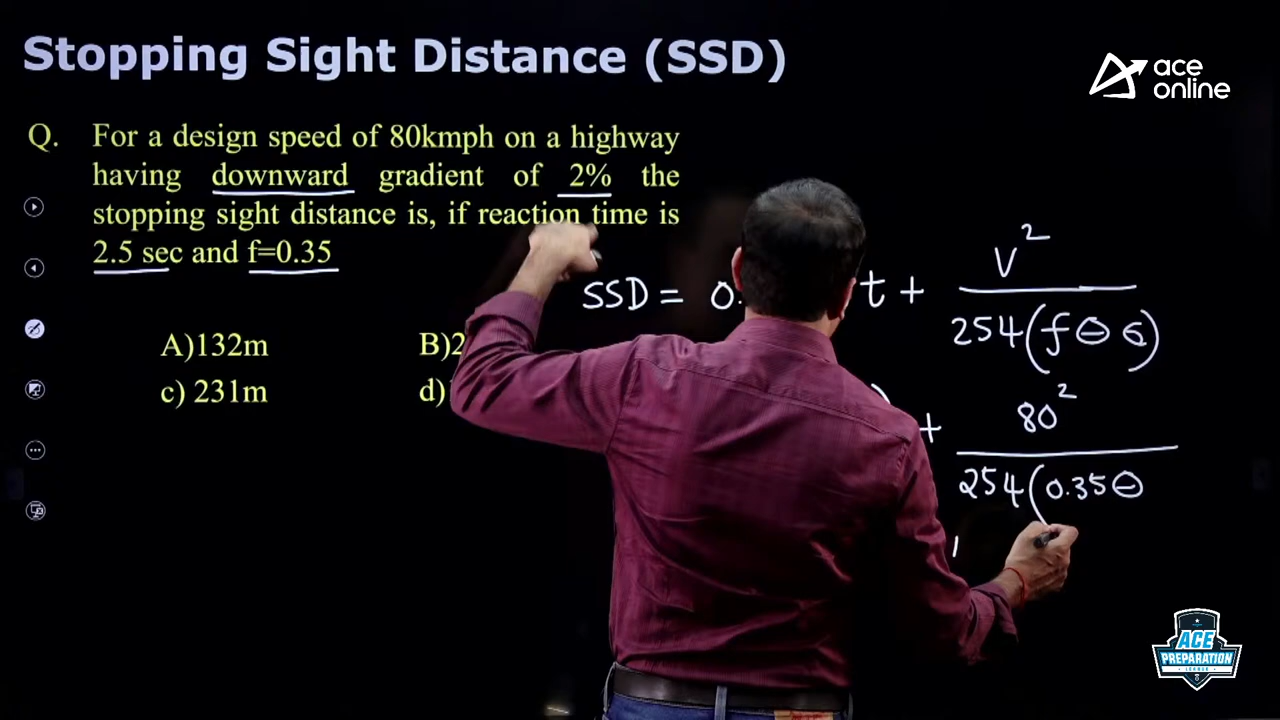 Stopping Sight Distance (SSD)
ace
online
Q. For a design speed of 80kmph on a highway
having downward gradient of 2% the
stopping sight distance is, if reaction time is
2.5 sec and f=0.35
A)132m B)2
c) 231m d)
SSD = 0. t + V²
254(f⊖G)
+ 80²
254(0.35⊖
ACE
PREPARATION